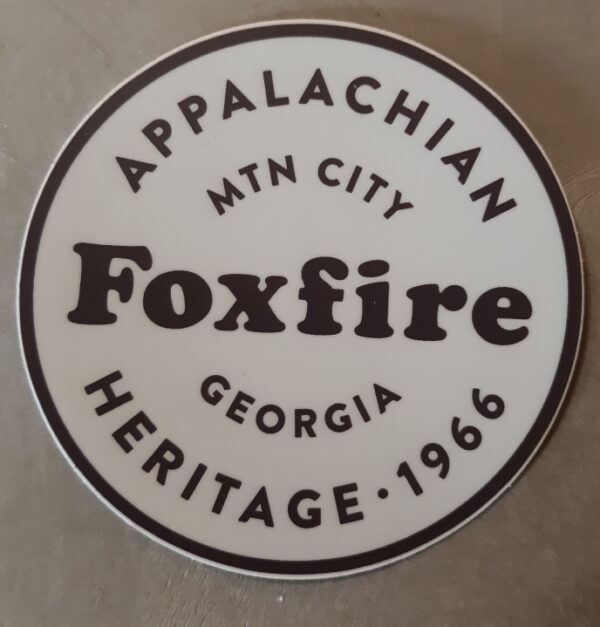 APPALACHIAN
MTN CITY
Foxfire
GEORGIA
HERITAGE • 1966